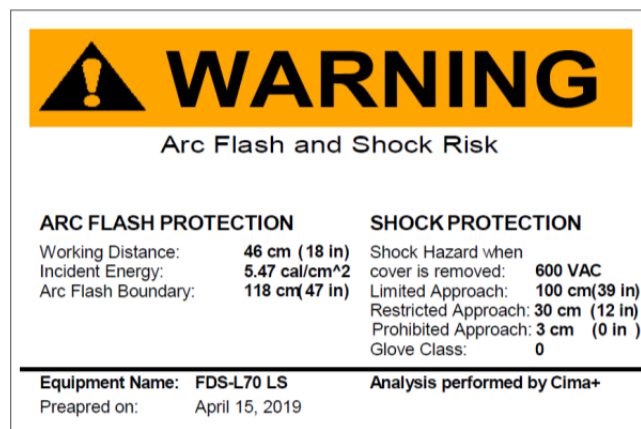 WARNING
Arc Flash and Shock Risk
ARC FLASH PROTECTION
Working Distance: 46 cm (18 in)
Incident Energy: 5.47 cal/cm^2
Arc Flash Boundary: 118 cm(47 in)
SHOCK PROTECTION
Shock Hazard when
cover is removed: 600 VAC
Limited Approach: 100 cm(39 in)
Restricted Approach: 30 cm (12 in)
Prohibited Approach: 3 cm (0 in )
Glove Class: 0
Equipment Name: FDS-L70 LS
Preapred on: April 15, 2019
Analysis performed by Cima+